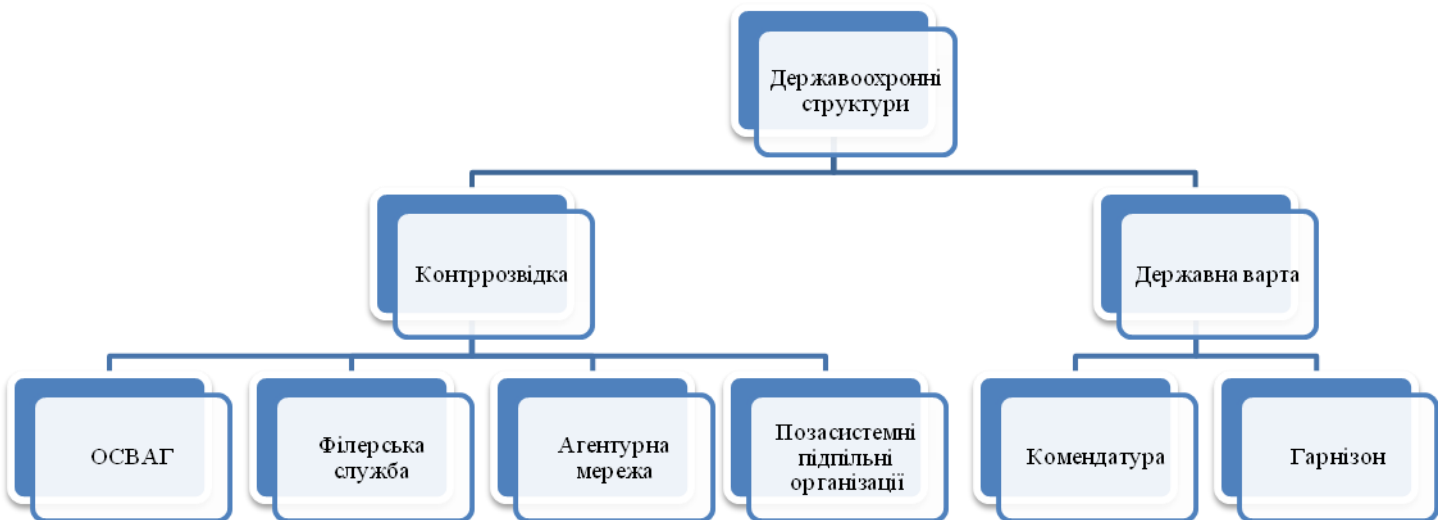 Державоохронні
структури
Контррозвідка
Державна варта
ОСВАГ
Філерська
служба
Агентурна
мережа
Позасистемні
підпільні
організації
Комендатура
Гарнізон